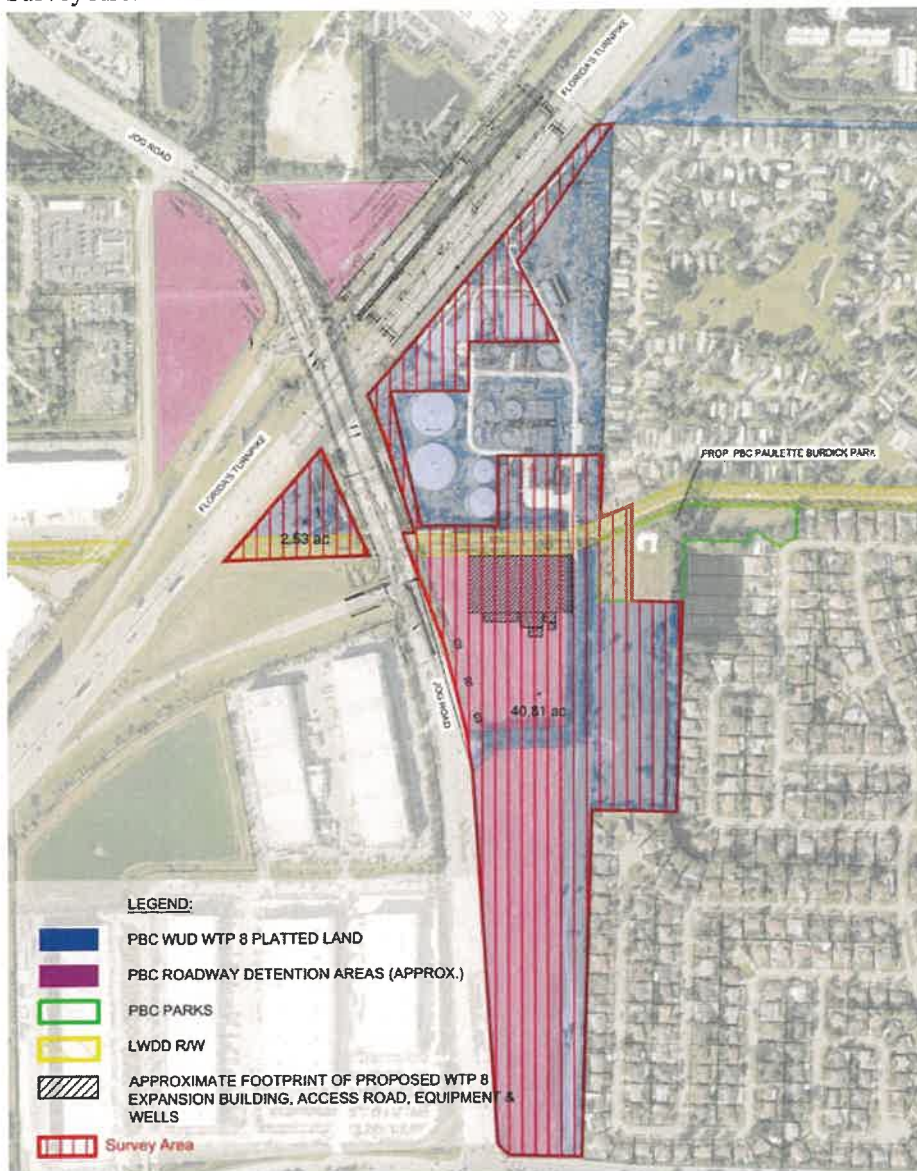 FLORIDA'S TURNPIKE
JOG ROAD
FLORIDA'S TURNPIKE
PROP PBC PAULETTE BURDICK PARK
2.53 ac
JOG ROAD
40.81 ac
LEGEND:
PBC WUD WTP 8 PLATTED LAND
PBC ROADWAY DETENTION AREAS (APPROX.)
PBC PARKS
LWDD R/W
APPROXIMATE FOOTPRINT OF PROPOSED WTP 8
EXPANSION BUILDING, ACCESS ROAD, EQUIPMENT &
WELLS
Survey Area